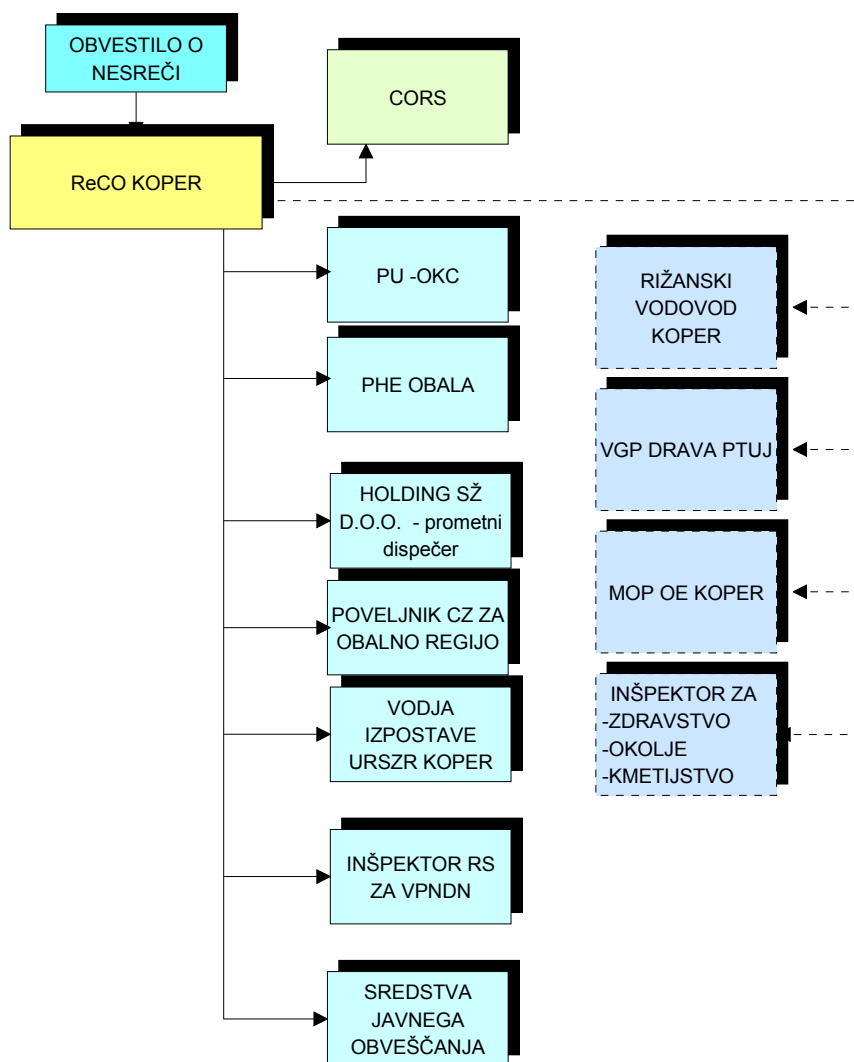 OBVESTILO O
NESREČI
CORS
ReCO KOPER
PU -OKC
PHE OBALA
HOLDING SŽ
D.O.O.  - prometni
dispečer
POVELJNIK CZ ZA
OBALNO REGIJO
VODJA
IZPOSTAVE
URSZR KOPER
INŠPEKTOR RS
ZA VPNDN
SREDSTVA
JAVNEGA
OBVEŠČANJA
RIŽANSKI
VODOVOD
KOPER
VGP DRAVA PTUJ
MOP OE KOPER
INŠPEKTOR ZA
-ZDRAVSTVO
-OKOLJE
-KMETIJSTVO